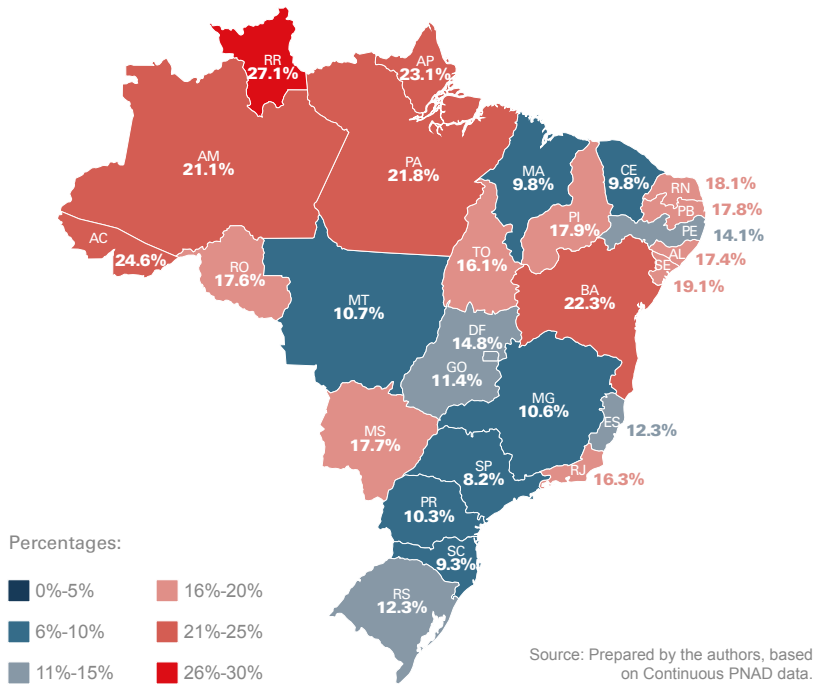 RR
27.1%
AP
23.1%
AM
21.1%
PA
21.8%
MA
9.8%
CE
9.8%
RN
18.1%
PB
17.8%
PI
17.9%
PE
14.1%
AL
17.4%
SE
19.1%
AC
24.6%
RO
17.6%
TO
16.1%
MT
10.7%
BA
22.3%
DF
14.8%
GO
11.4%
MG
10.6%
ES
12.3%
MS
17.7%
SP
8.2%
RJ
16.3%
PR
10.3%
SC
9.3%
RS
12.3%
Percentages:
0%-5%
6%-10%
11%-15%
16%-20%
21%-25%
26%-30%
Source: Prepared by the authors, based
on Continuous PNAD data.